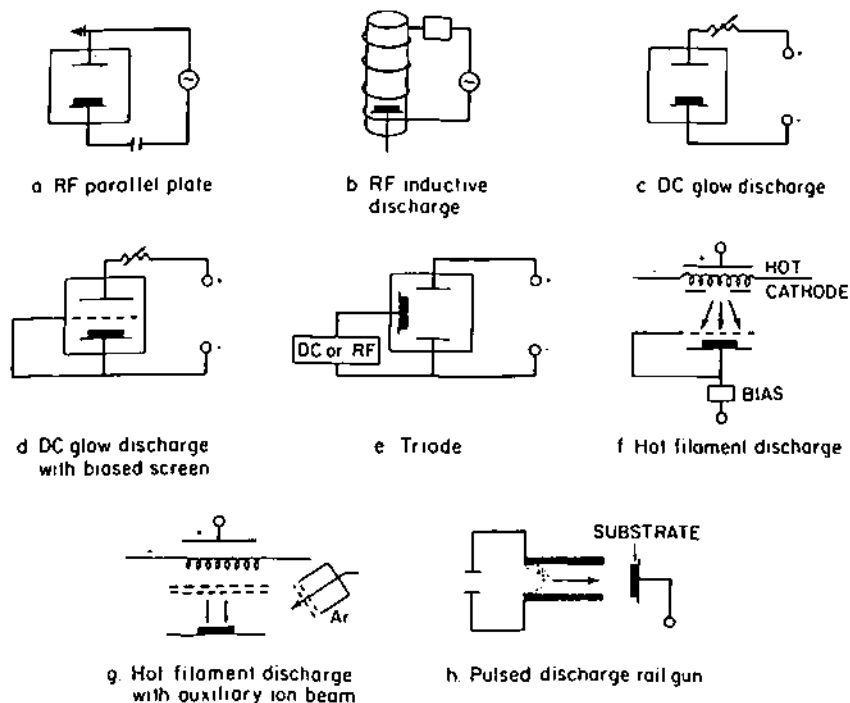 a RF parallel plate
b RF inductive
discharge
c DC glow discharge
HOT
CATHODE
DC or RF
BIAS
d DC glow discharge
with biased screen
e Triode
f Hot filament discharge
SUBSTRATE
Ar
g. Hot filament discharge
with auxiliary ion beam
h. Pulsed discharge rail gun